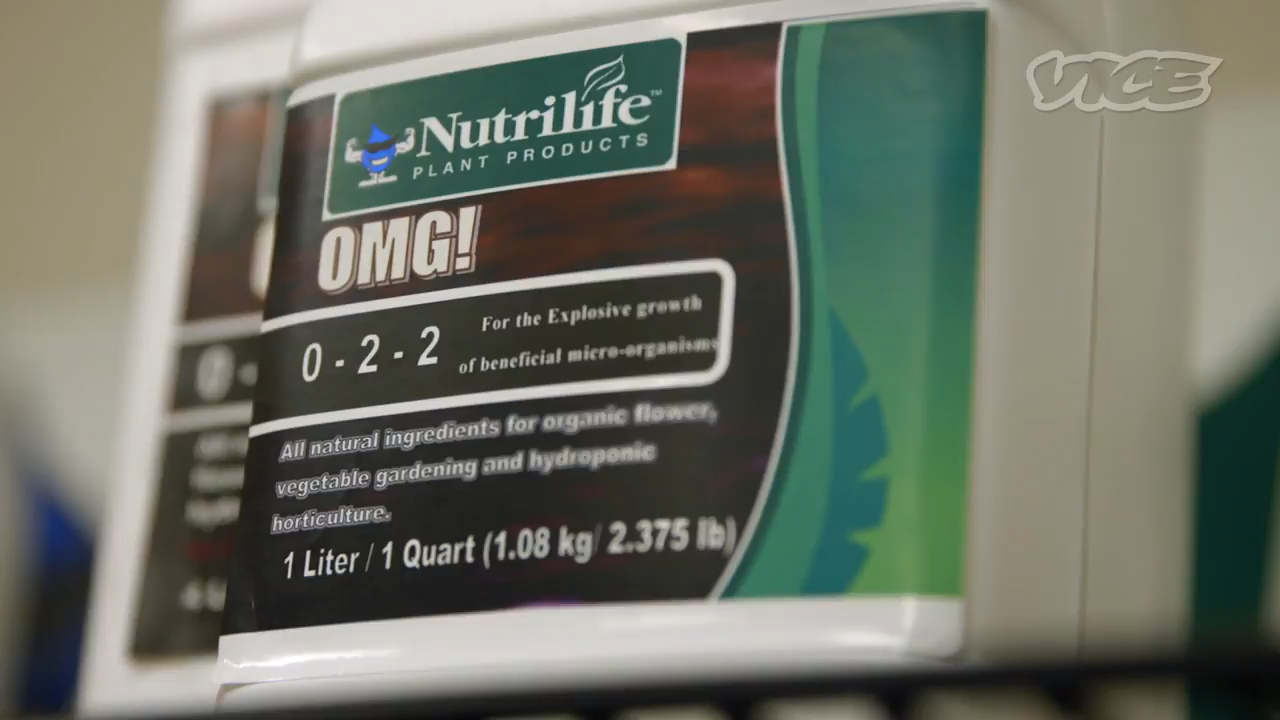 VICE
Nutrilife™
PLANT PRODUCTS
OMG!
0 - 2 - 2
For the Explosive growth
of beneficial micro-organisms
All natural ingredients for organic flower,
vegetable gardening and hydroponic
horticulture.
1 Liter / 1 Quart (1.08 kg/ 2.375 lb)